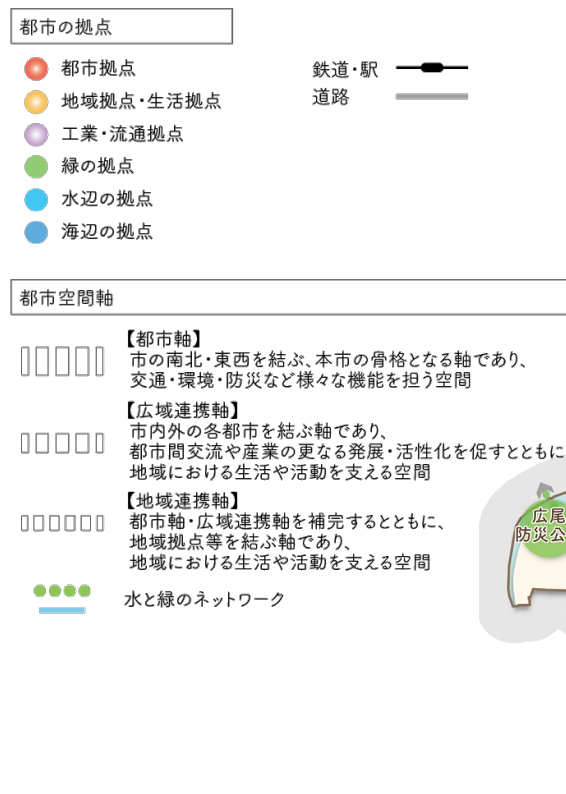 都市の拠点
都市拠点
地域拠点・生活拠点
工業・流通拠点
緑の拠点
水辺の拠点
海辺の拠点
鉄道・駅
道路
都市空間軸
【都市軸】
市の南北・東西を結ぶ、本市の骨格となる軸であり、
交通・環境・防災など様々な機能を担う空間
【広域連携軸】
市内外の各都市を結ぶ軸であり、
都市間交流や産業の更なる発展・活性化を促すとともに
地域における生活や活動を支える空間
【地域連携軸】
都市軸・広域連携軸を補完するとともに、
地域拠点等を結ぶ軸であり、
地域における生活や活動を支える空間
水と緑のネットワーク
広尾
防災公